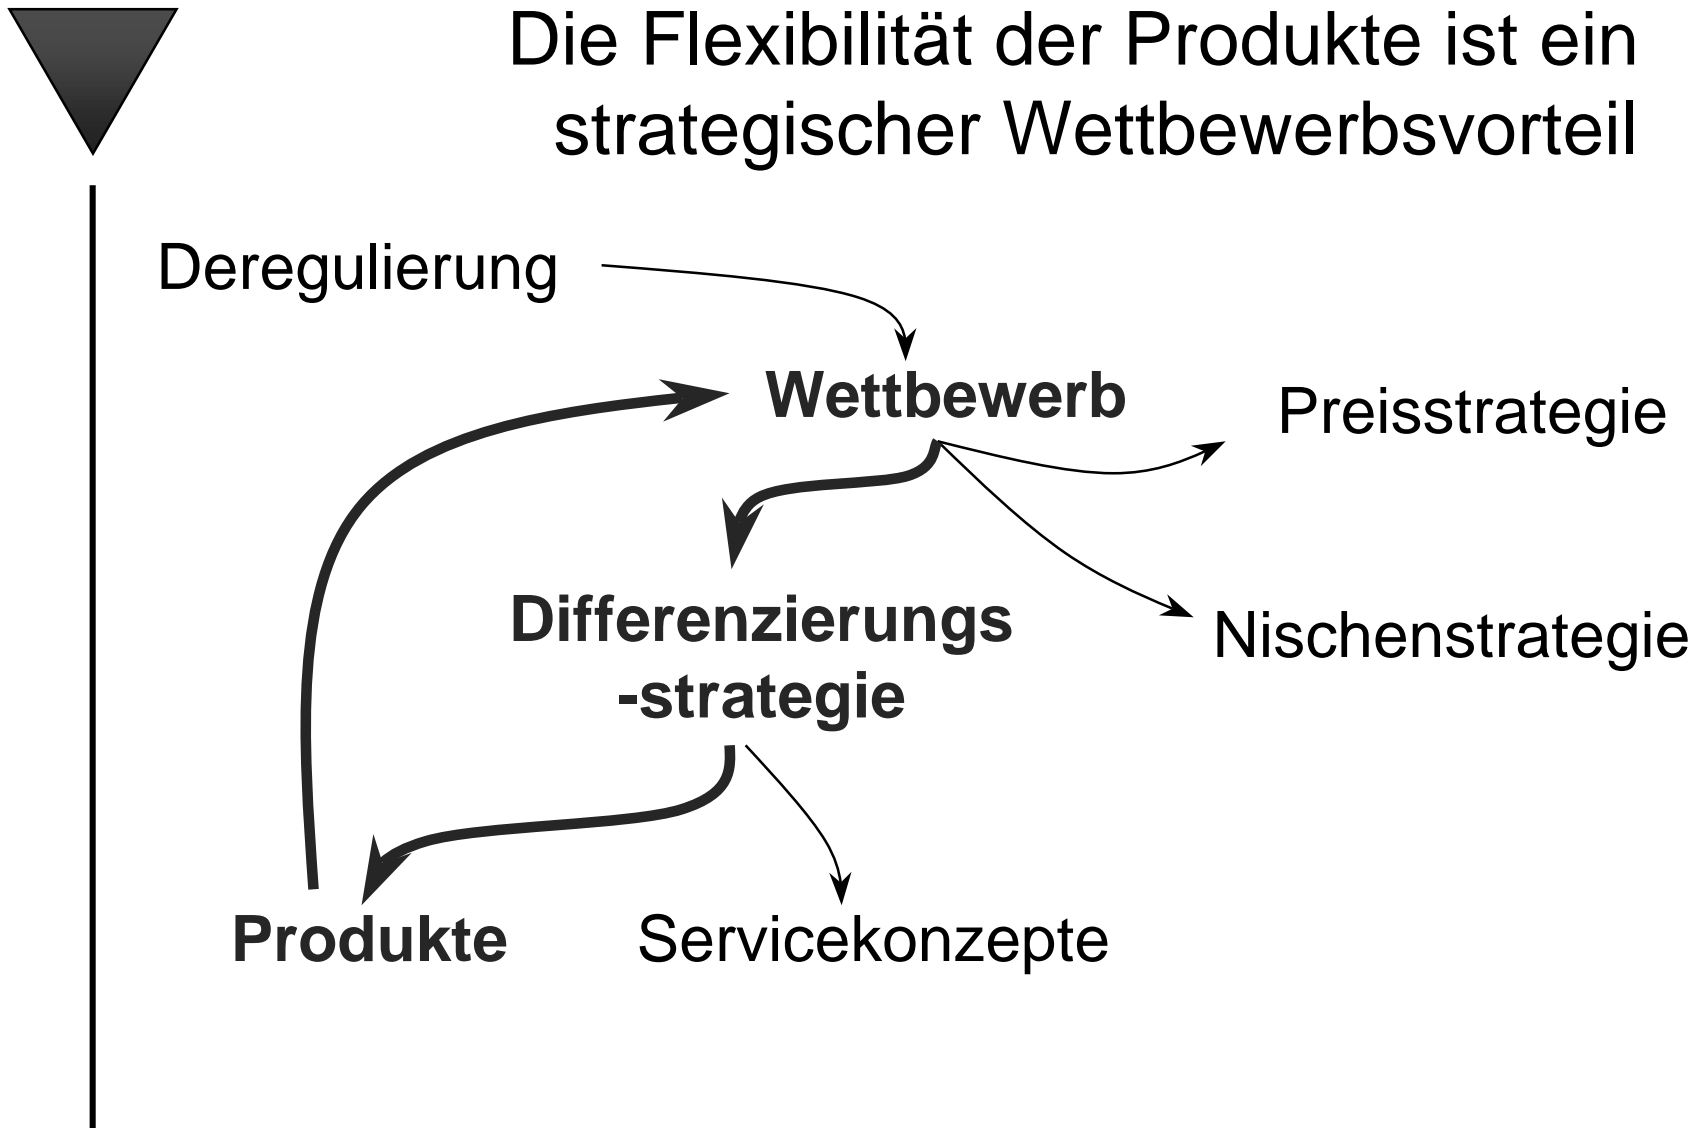 Die Flexibilität der Produkte ist ein
strategischer Wettbewerbsvorteil
Deregulierung
Wettbewerb
Preisstrategie
Differenzierungs
-strategie
Nischenstrategie
Produkte
Servicekonzepte